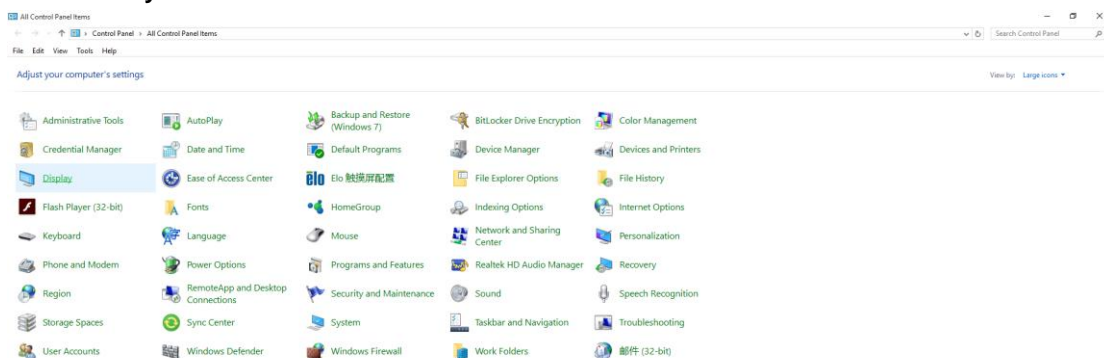 All Control Panel Items
Control Panel > All Control Panel Items
Search Control Panel
File Edit View Tools Help
Adjust your computer's settings
View by: Large icons
Administrative Tools
AutoPlay
Backup and Restore
(Windows 7)
BitLocker Drive Encryption
Color Management
Credential Manager
Date and Time
Default Programs
Device Manager
Devices and Printers
Display
Ease of Access Center
elo
Elo 触摸屏配置
File Explorer Options
File History
Flash Player (32-bit)
Fonts
HomeGroup
Indexing Options
Internet Options
Keyboard
Language
Mouse
Network and Sharing
Center
Personalization
Phone and Modem
Power Options
Programs and Features
Realtek HD Audio Manager
Recovery
Region
RemoteApp and Desktop
Connections
Security and Maintenance
Sound
Speech Recognition
Storage Spaces
Sync Center
System
Taskbar and Navigation
Troubleshooting
User Accounts
Windows Defender
Windows Firewall
Work Folders
邮件 (32-bit)